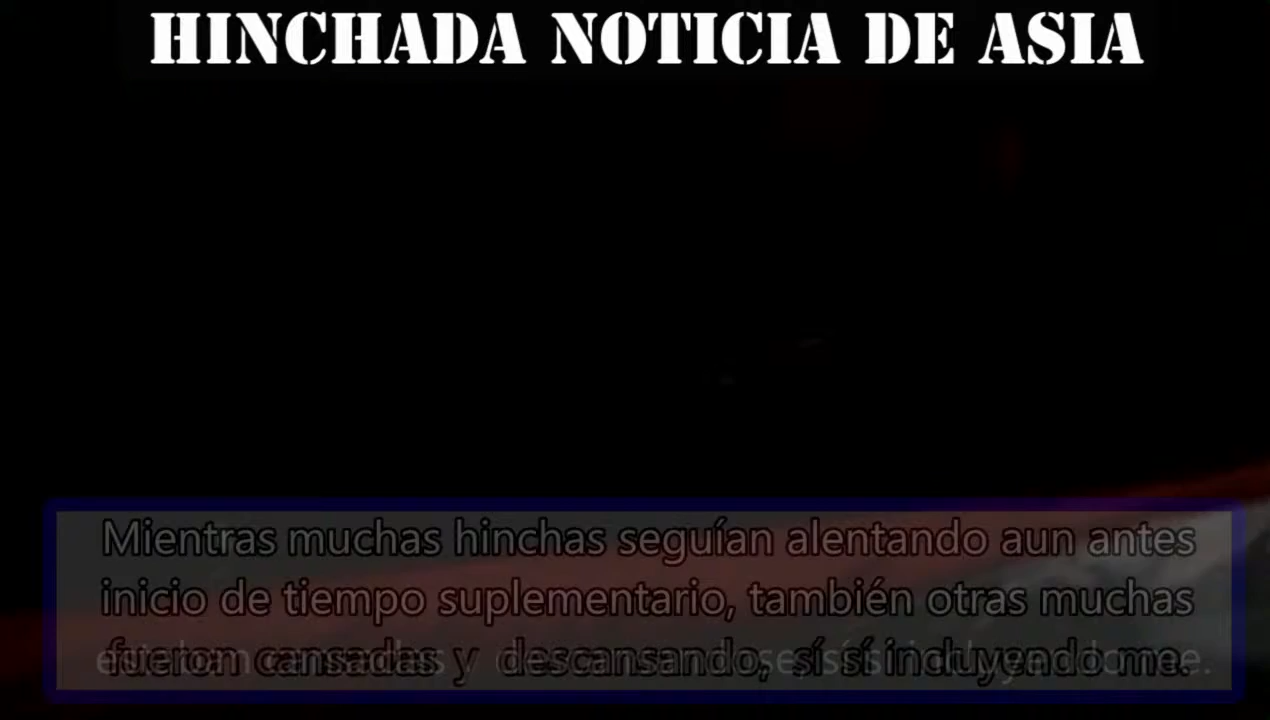 HINCHADA NOTICIA DE ASIA
Mientras muchas hinchas seguían alentando aun antes
inicio de tiempo suplementario, también otras muchas
fueron cansadas y descansando, sí sí incluyendo me.